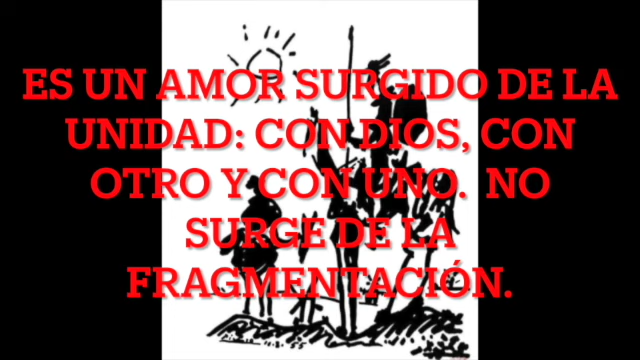 ES UN AMOR SURGIDO DE LA
UNIDAD: CON DIOS, CON
OTRO Y CON UNO.  NO
SURGE DE LA
FRAGMENTACIÓN.